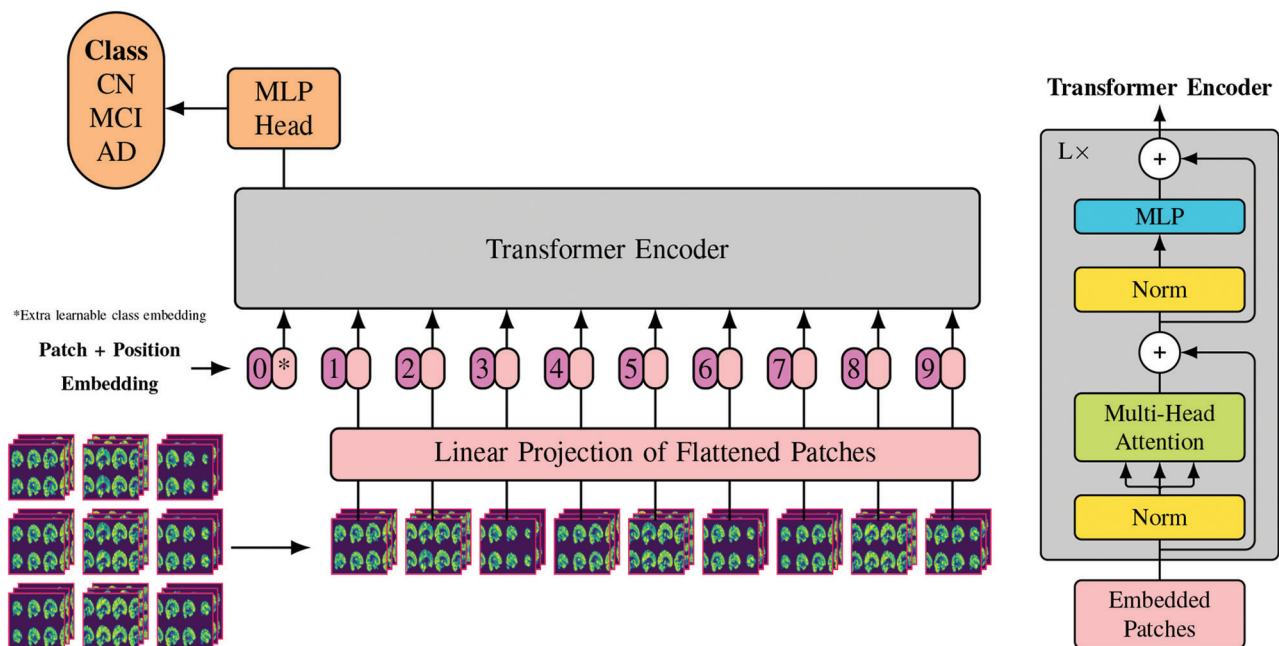 Class
CN
MCI
AD
MLP
Head
Transformer Encoder
*Extra learnable class embedding
Patch + Position
Embedding
0 * 1 2 3 4 5 6 7 8 9
Linear Projection of Flattened Patches
Transformer Encoder
L×
+
MLP
Norm
+
Multi-Head
Attention
Norm
Embedded
Patches